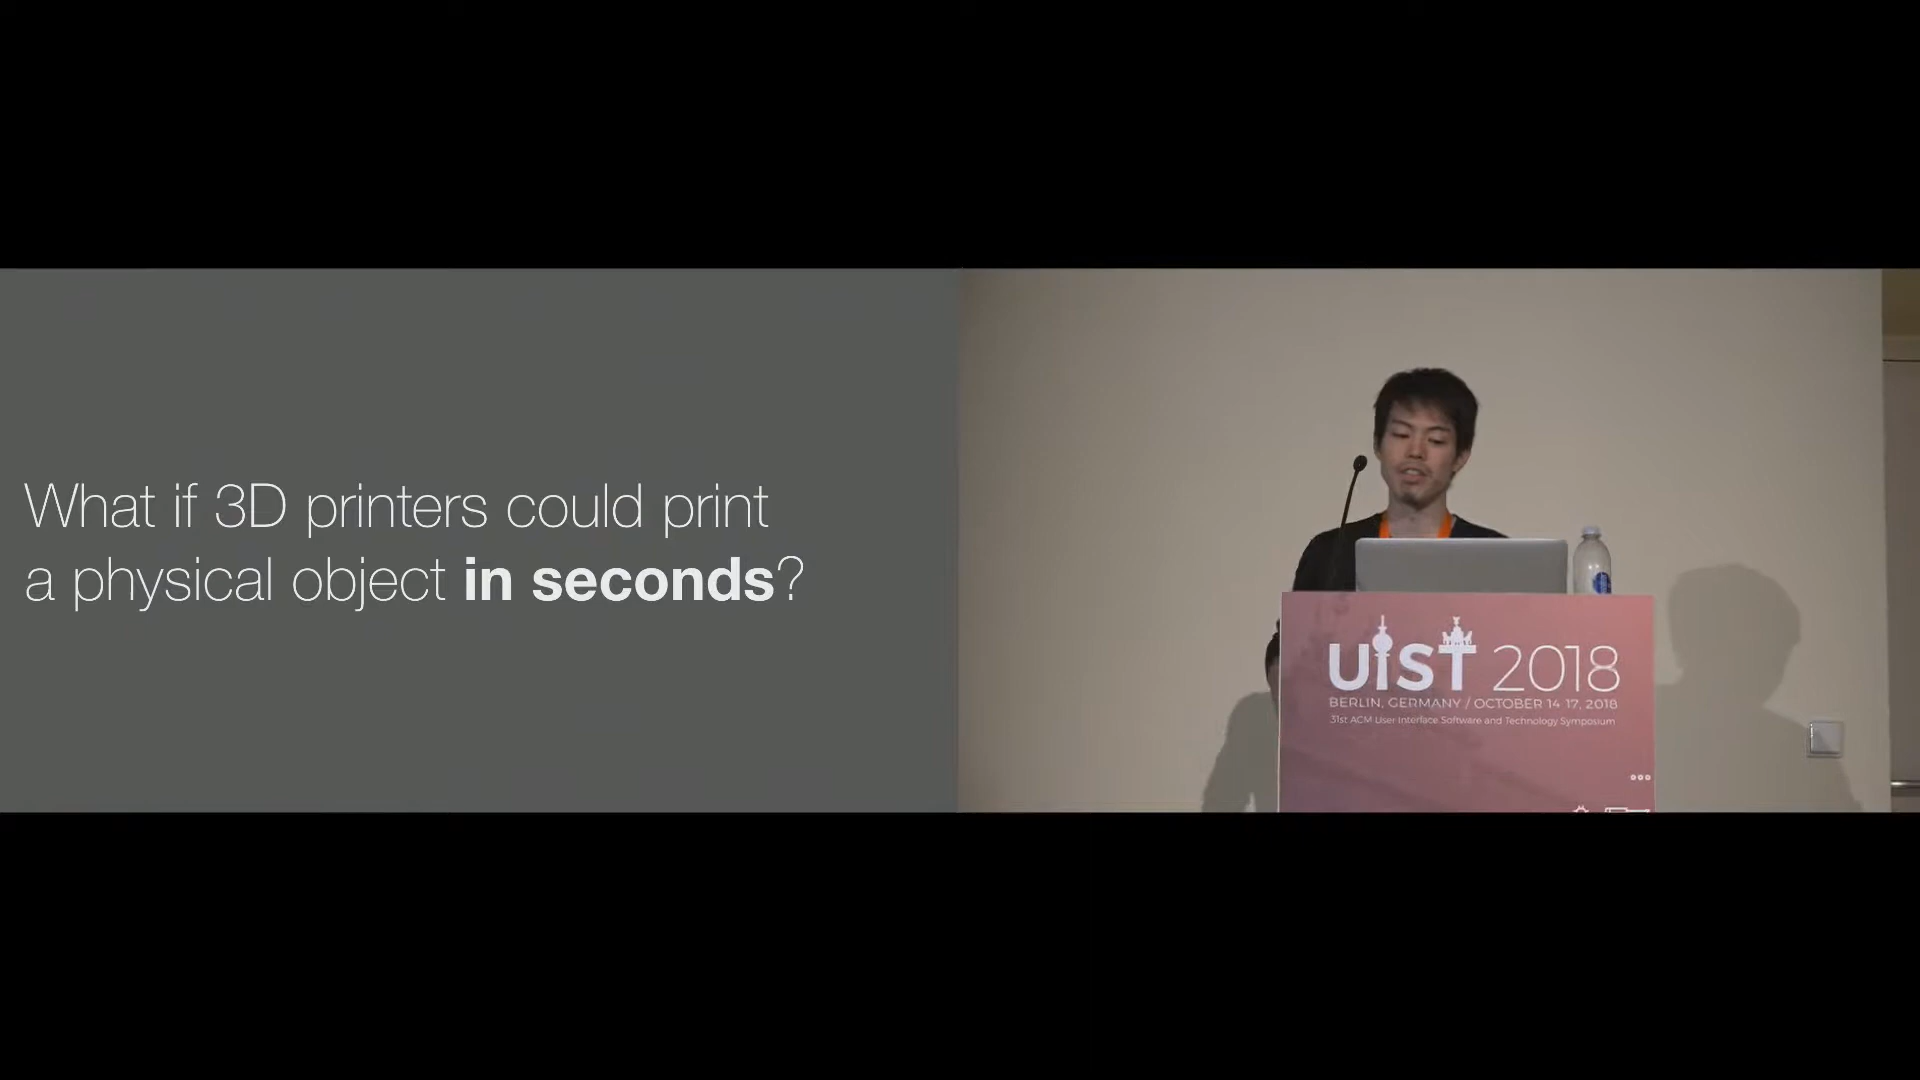 What if 3D printers could print
a physical object in seconds?
UIST 2018
BERLIN, GERMANY / OCTOBER 14 17, 2018
31st ACM User Interface Software and Technology Symposium